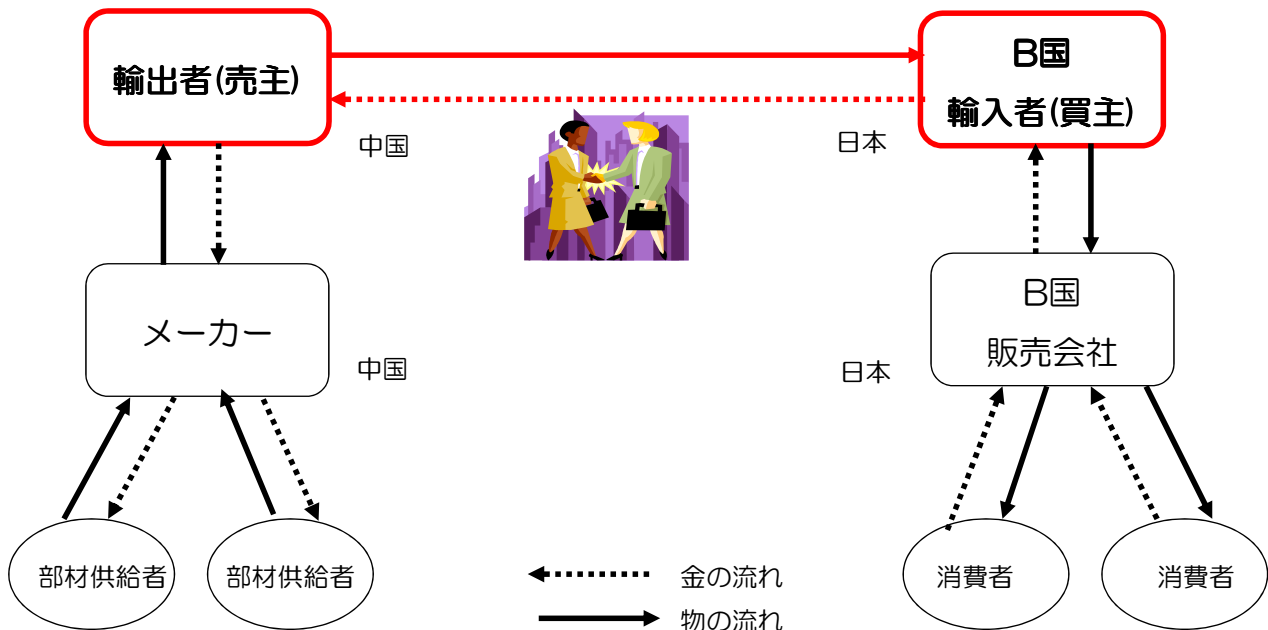 輸出者(売主)
B国
輸入者(買主)
中国
日本
メーカー
B国
販売会社
中国
日本
部材供給者
部材供給者
消費者
消費者
金の流れ
物の流れ